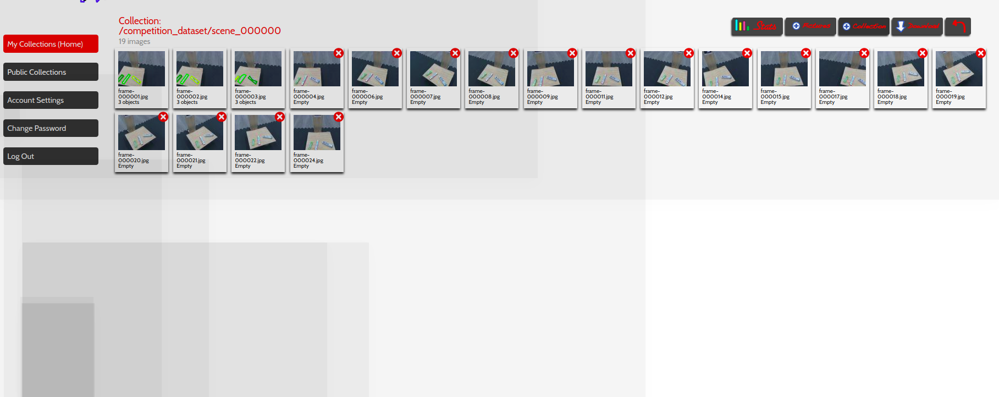 Collection:
/competition_dataset/scene_000000
19 images
Stats
Pictures
Collection
Download
My Collections (Home)
Public Collections
Account Settings
Change Password
Log Out
frame-
000001.jpg
3 objects
frame-
000002.jpg
3 objects
frame-
000003.jpg
3 objects
frame-
000004.jpg
Empty
frame-
000006.jpg
Empty
frame-
000007.jpg
Empty
frame-
000008.jpg
Empty
frame-
000009.jpg
Empty
frame-
000011.jpg
Empty
frame-
000012.jpg
Empty
frame-
000014.jpg
Empty
frame-
000015.jpg
Empty
frame-
000017.jpg
Empty
frame-
000018.jpg
Empty
frame-
000019.jpg
Empty
frame-
000020.jpg
Empty
frame-
000021.jpg
Empty
frame-
000022.jpg
Empty
frame-
000024.jpg
Empty